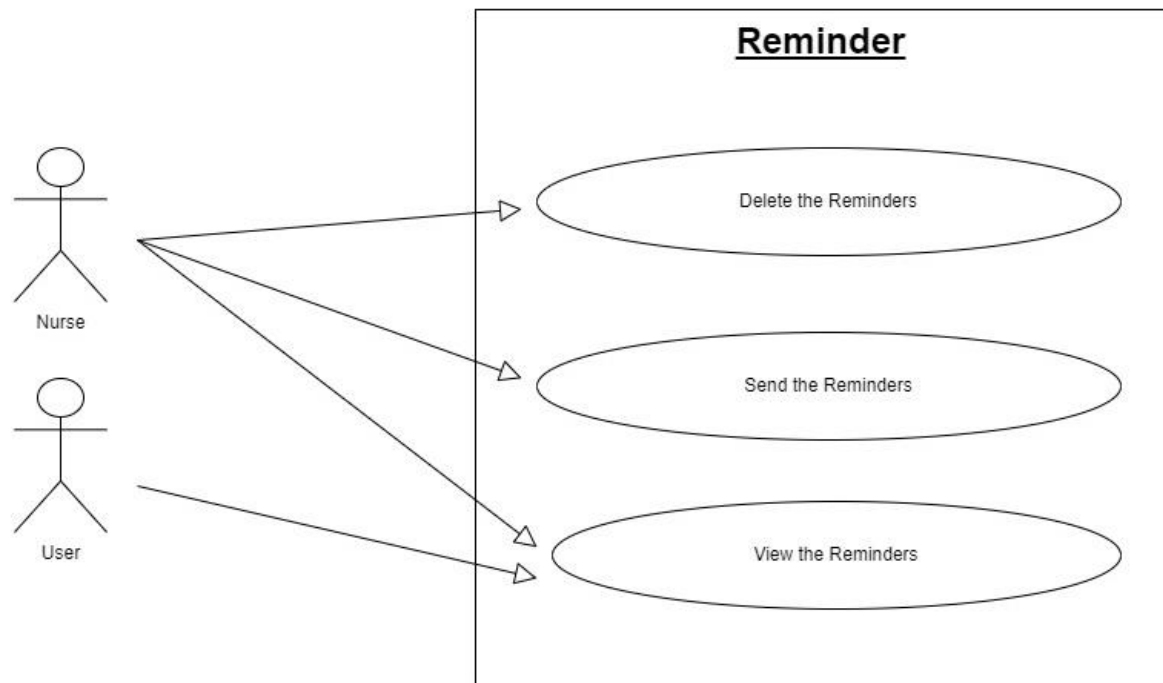 Reminder
Delete the Reminders
Nurse
Send the Reminders
User
View the Reminders